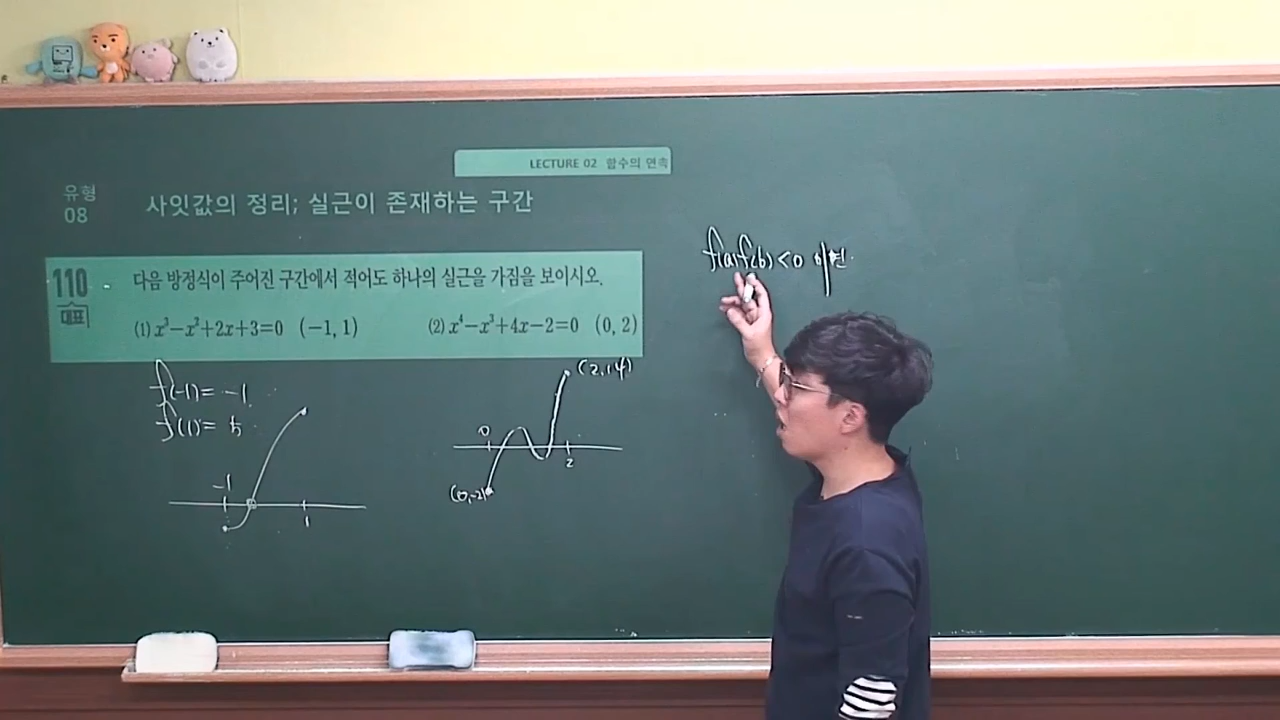 LECTURE 02 함수의 연속
유형
08
사잇값의 정리; 실근이 존재하는 구간
110
대표
다음 방정식이 주어진 구간에서 적어도 하나의 실근을 가짐을 보이시오.
(1) x³−x²+2x+3=0 (−1, 1)
(2) x⁴−x³+4x−2=0 (0, 2)
f(-1) = -1
f(1) = 5
-1
1
(2,14)
0
2
(0,-2)
f(a)f(b)<0 이면